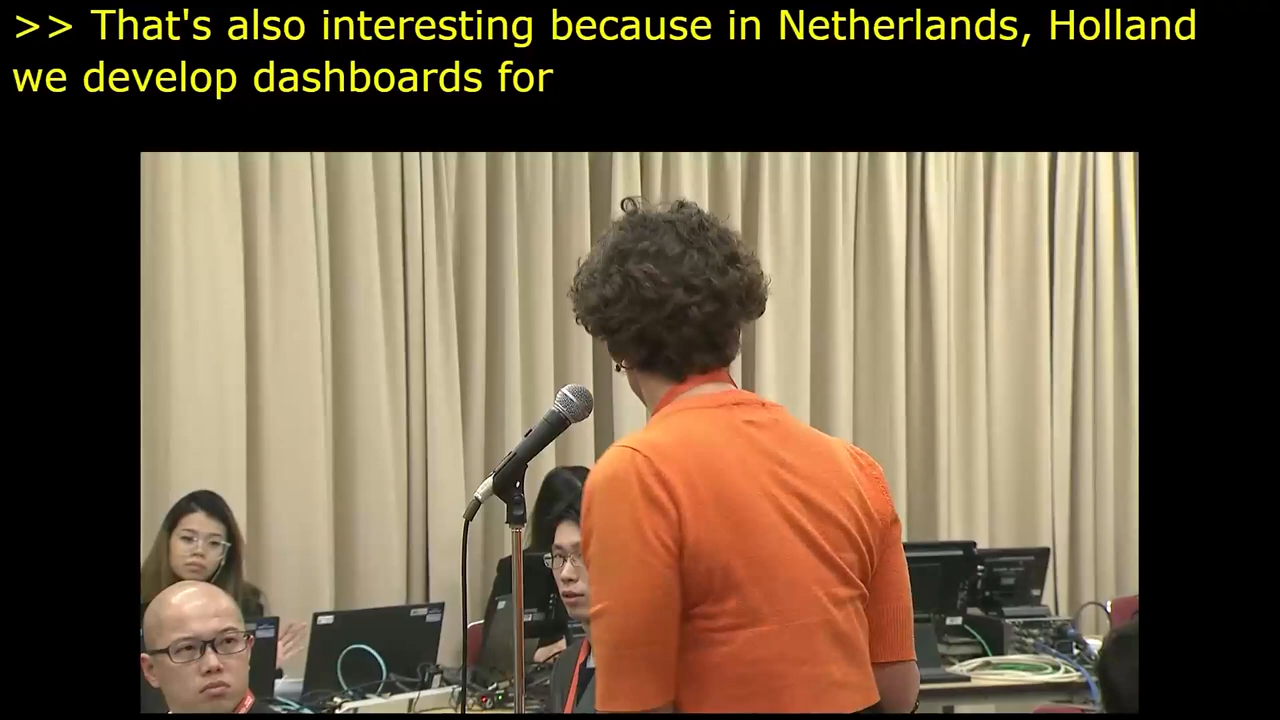 >> That's also interesting because in Netherlands, Holland
we develop dashboards for